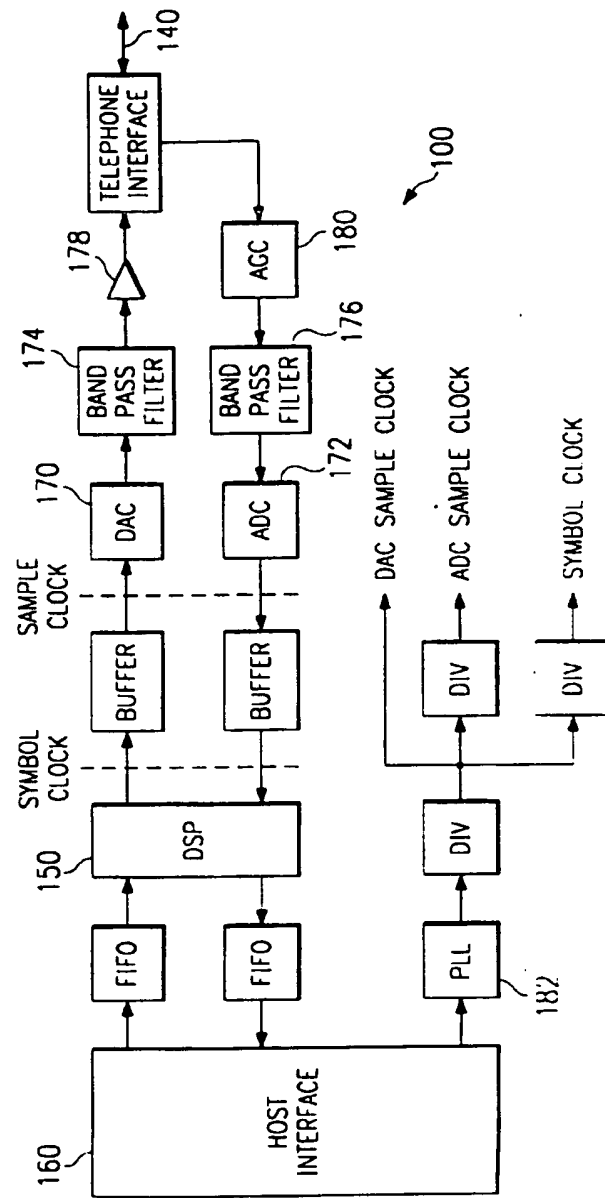 140
TELEPHONE
INTERFACE
178
100
180
AGC
174
BAND
PASS
FILTER
176
BAND
PASS
FILTER
170
DAC
172
ADC
SAMPLE
CLOCK
BUFFER
BUFFER
SYMBOL
CLOCK
150
DSP
FIFO
FIFO
160
HOST
INTERFACE
PLL
182
DIV
DIV
DIV
DAC SAMPLE CLOCK
ADC SAMPLE CLOCK
SYMBOL CLOCK